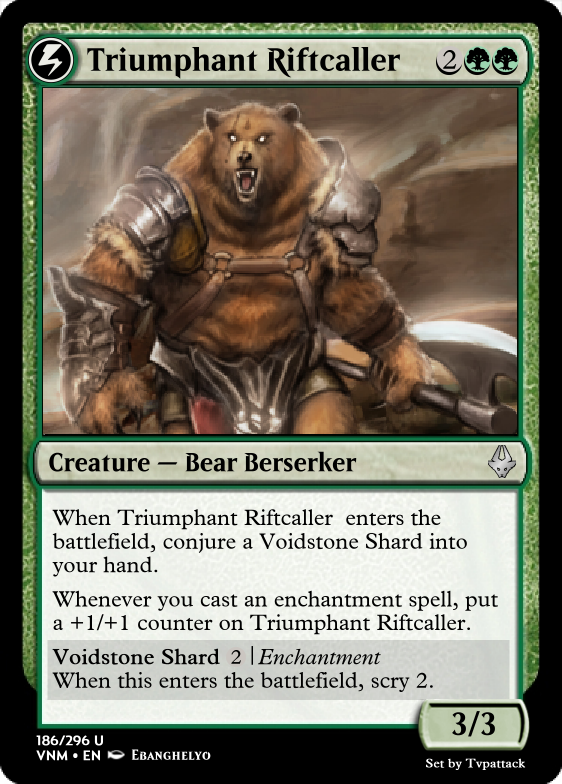 Triumphant Riftcaller 2
Creature — Bear Berserker
When Triumphant Riftcaller enters the
battlefield, conjure a Voidstone Shard into
your hand.
Whenever you cast an enchantment spell, put
a +1/+1 counter on Triumphant Riftcaller.
Voidstone Shard 2 | Enchantment
When this enters the battlefield, scry 2.
3/3
186/296 U
VNM • EN Ebanghelyo
Set by Tvpattack